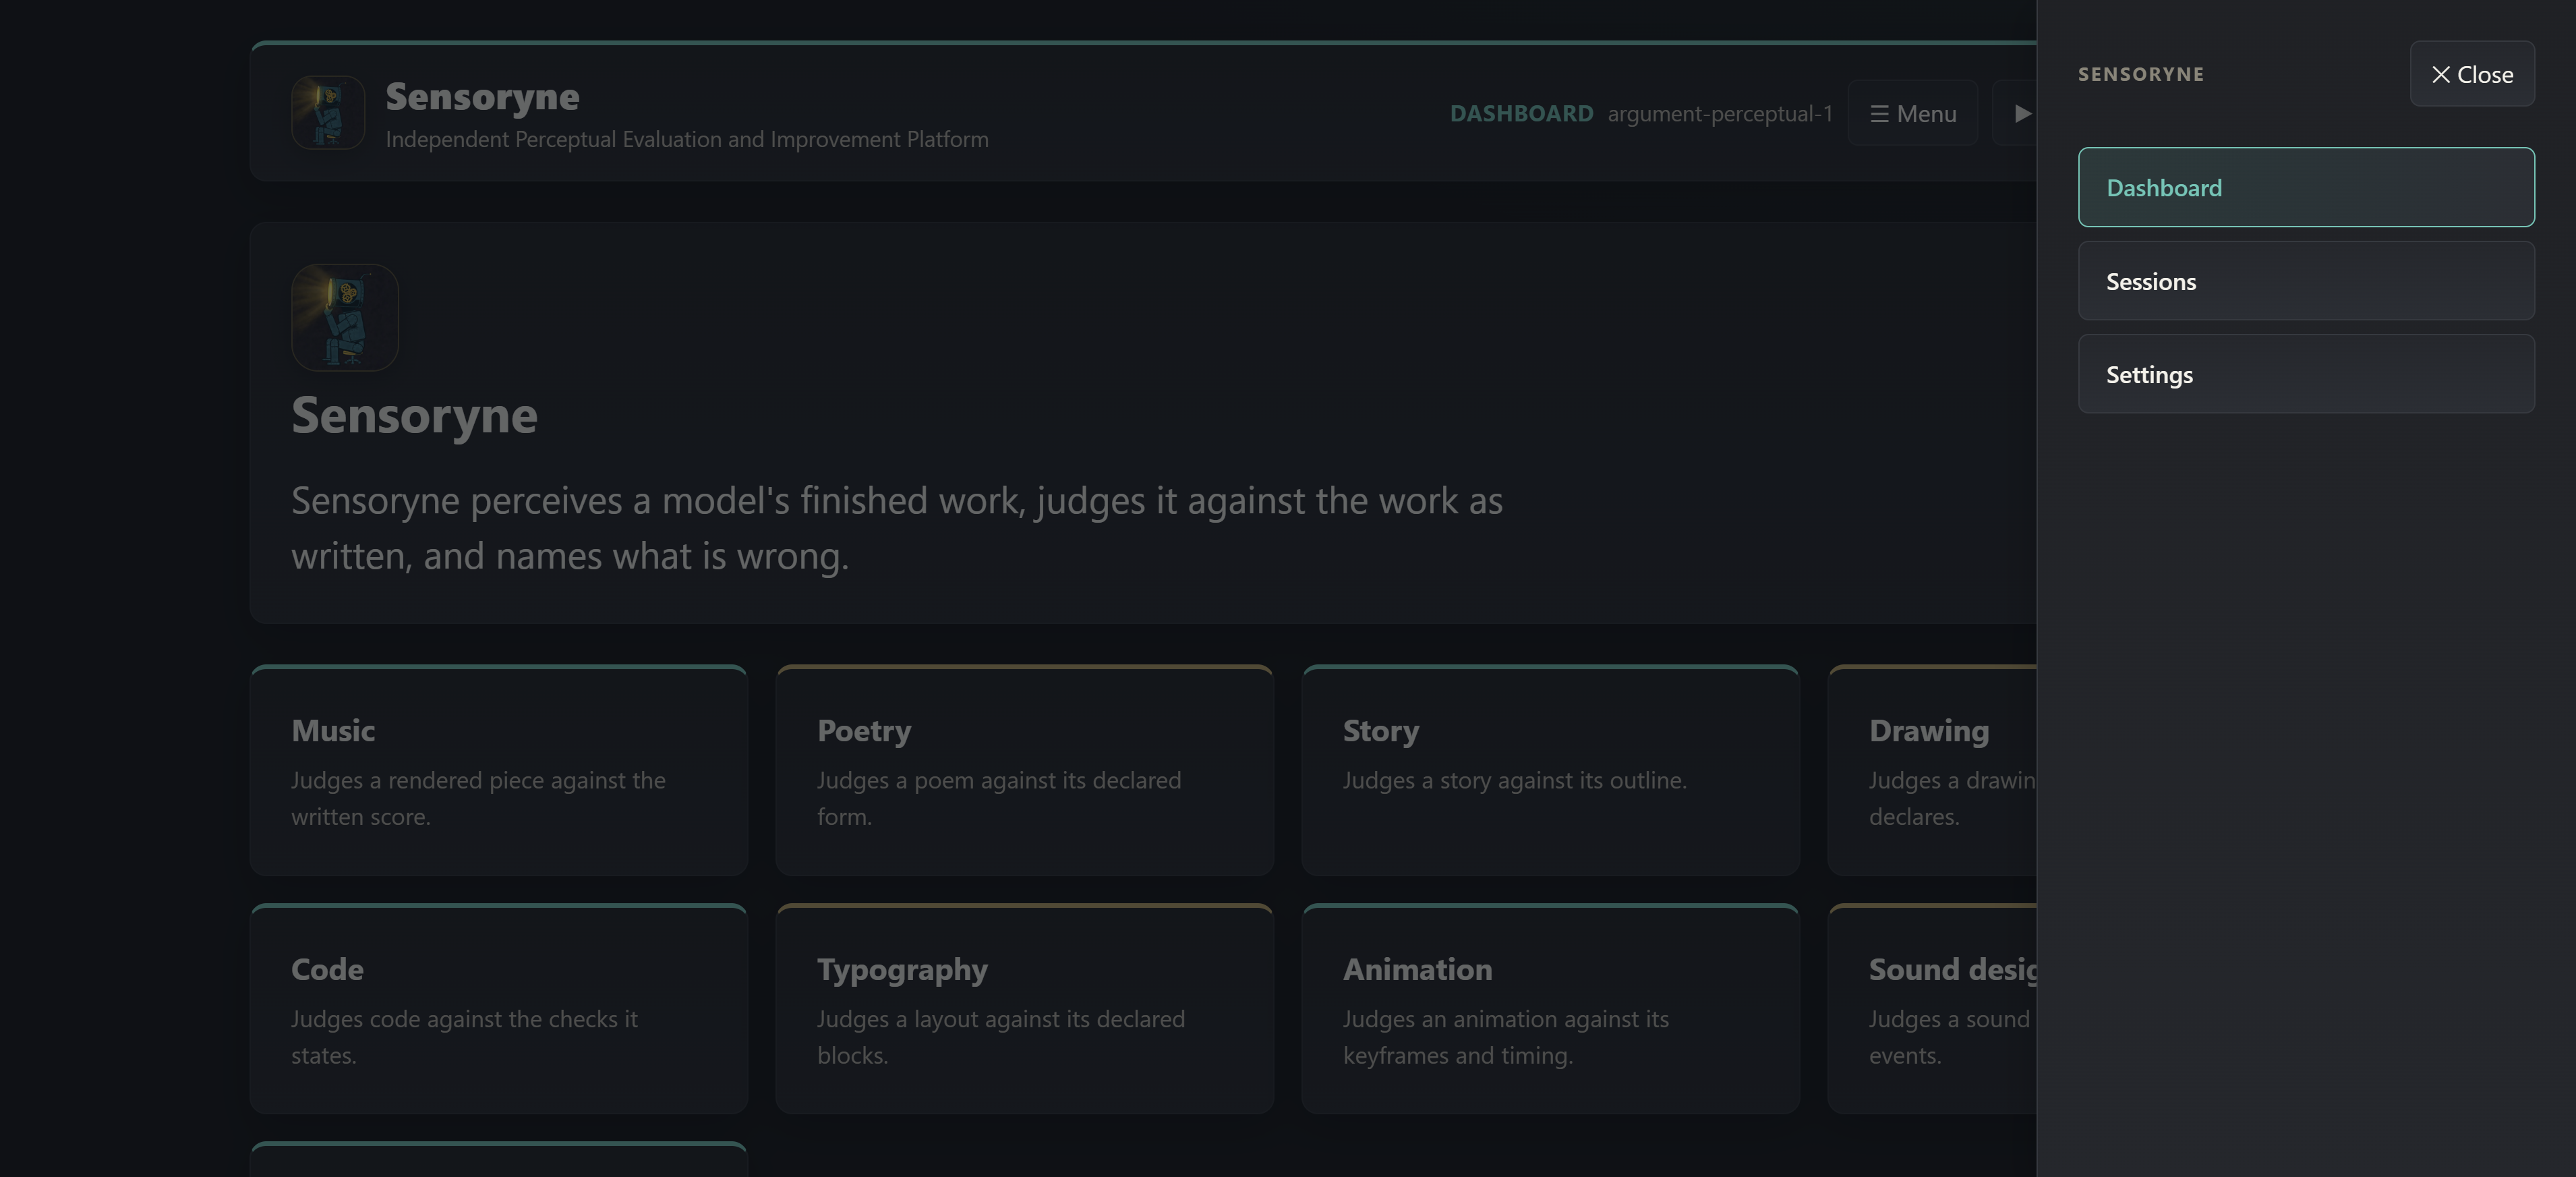 Sensoryne
Independent Perceptual Evaluation and Improvement Platform
DASHBOARD argument-perceptual-1 ☰ Menu ▶
SENSORYNE
✕ Close
Dashboard
Sessions
Settings
Sensoryne
Sensoryne perceives a model's finished work, judges it against the work as
written, and names what is wrong.
Music
Judges a rendered piece against the
written score.
Poetry
Judges a poem against its declared
form.
Story
Judges a story against its outline.
Drawing
Judges a drawin
declares.
Code
Judges code against the checks it
states.
Typography
Judges a layout against its declared
blocks.
Animation
Judges an animation against its
keyframes and timing.
Sound desig
Judges a sound
events.